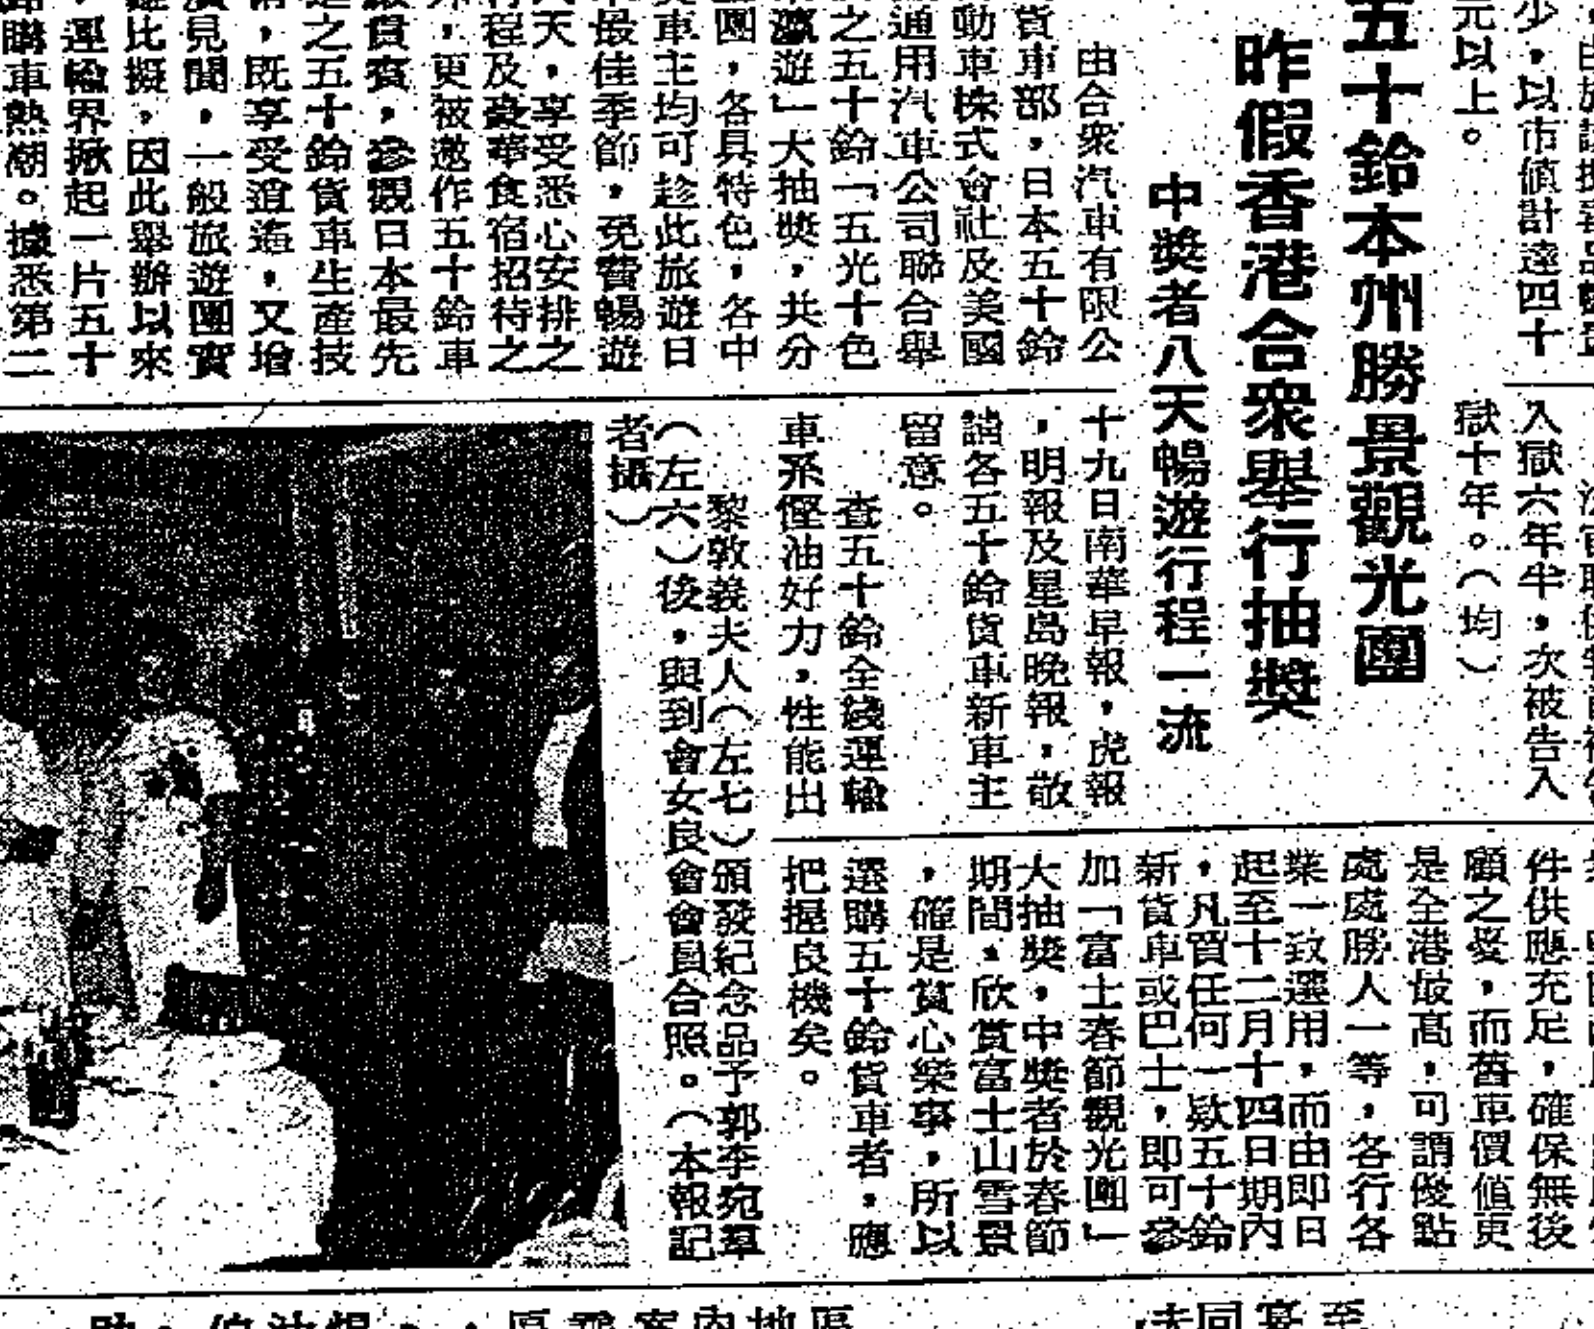 少，以市值計達四十
元以上。
入獄六年半，次被告入
獄十年。（均）
五十鈴本州勝景觀光團
昨假香港合衆舉行抽獎
中獎者八天暢遊行程一流
由合衆汽車有限公
貨車部，日本五十鈴
動車株式會社及美國
通用汽車公司聯合舉
之五十鈴「五光十色
瀛遊」大抽獎，共分
團，各具特色，各中
車主均可趁此旅遊日
最佳季節，免費暢遊
天，享受悉心安排之
行程及豪華食宿招待之
，更被邀作五十鈴車
貴賓，參觀日本最先
之五十鈴貨車生產技
，既享受逍遙，又增
見聞，一般旅遊團實
比擬，因此舉辦以來
，運輸界掀起一片五十
購車熱潮。據悉第二
十九日南華早報，虎報
，明報及星島晚報，敬
請各五十鈴貨車新車主
留意。
查五十鈴全綫運輸
車系慳油好力，性能出
件供應充足，確保無後
顧之憂，而舊車價值更
是全港最高，可謂優點
處處勝人一等，各行各
業一致選用，而由即日
起至十二月十四日期內
，凡買任何一欵五十鈴
新貨車或巴士，即可參
加「富士春節觀光團」
大抽獎，中獎者於春節
期間，欣賞富士山雪景
，確是賞心樂事，所以
選購五十鈴貨車者，應
把握良機矣。
黎敦義夫人（左七）頒發紀念品予郭李宛羣
（左六）後，與到會女良會會員合照。（本報記
者攝）